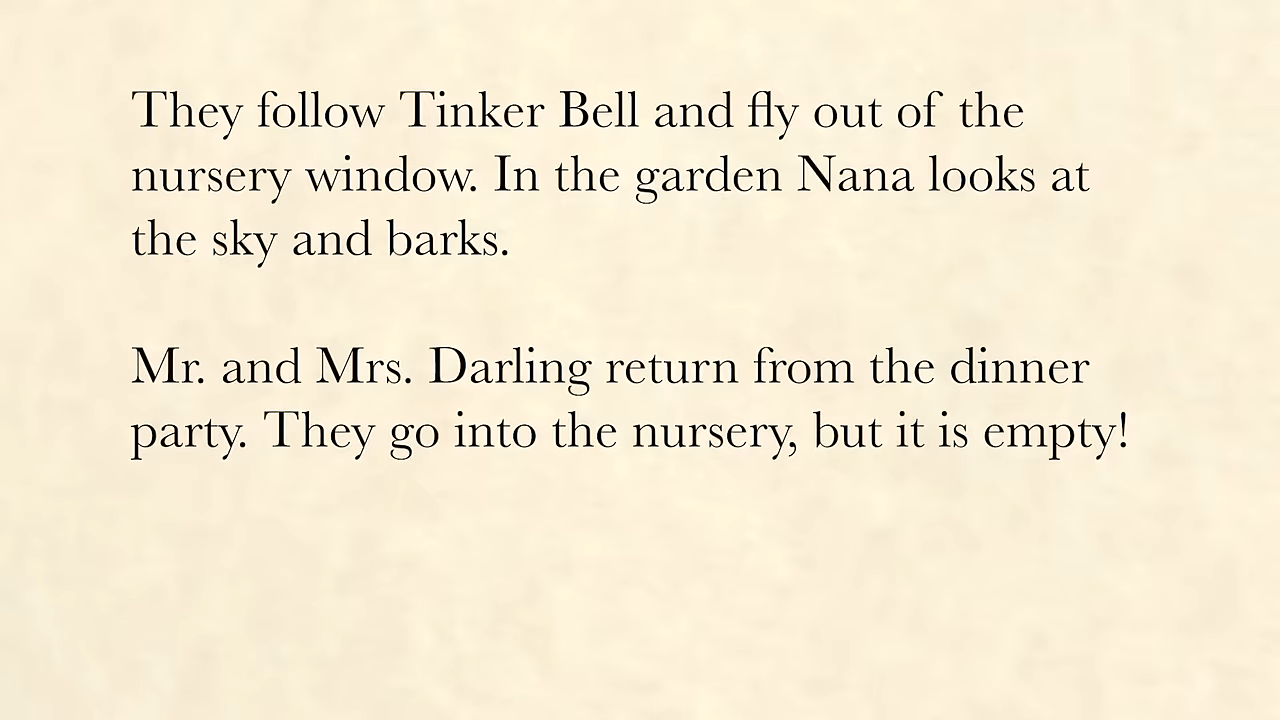 They follow Tinker Bell and fly out of the
nursery window. In the garden Nana looks at
the sky and barks.
Mr. and Mrs. Darling return from the dinner
party. They go into the nursery, but it is empty!